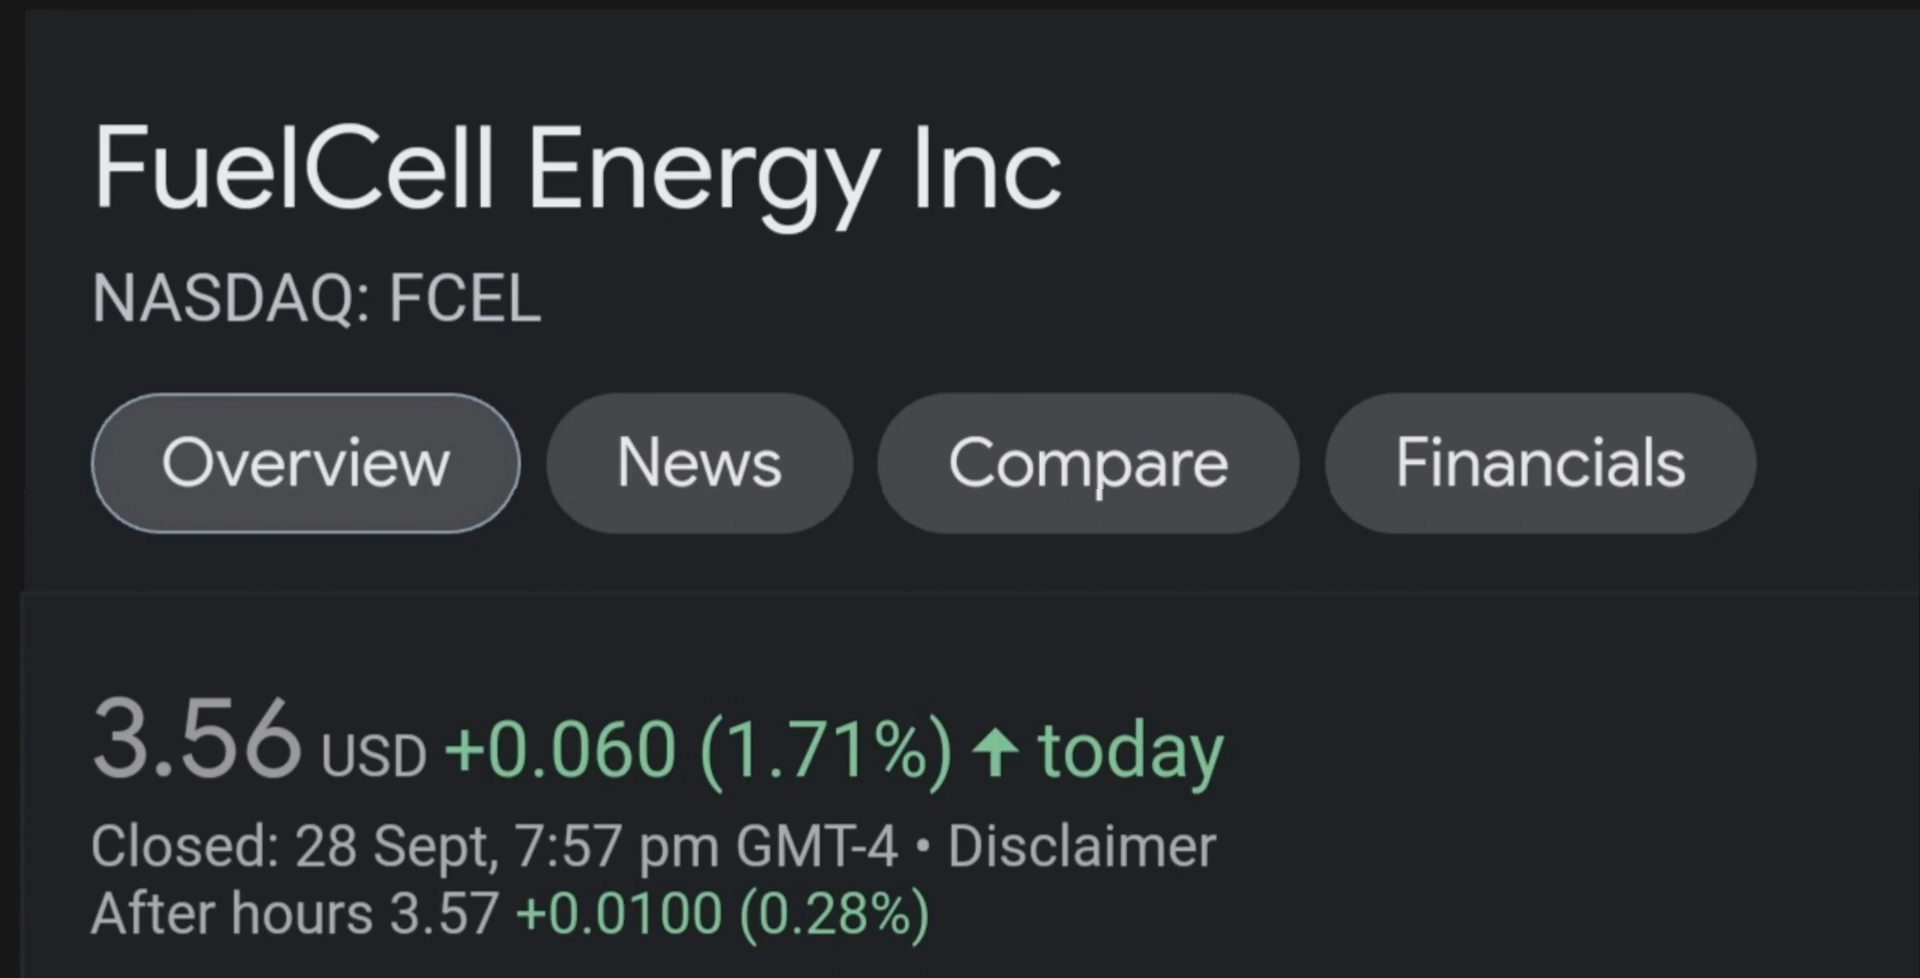 FuelCell Energy Inc
NASDAQ: FCEL
Overview News Compare Financials
3.56 USD +0.060 (1.71%) ↑ today
Closed: 28 Sept, 7:57 pm GMT-4 • Disclaimer
After hours 3.57 +0.0100 (0.28%)